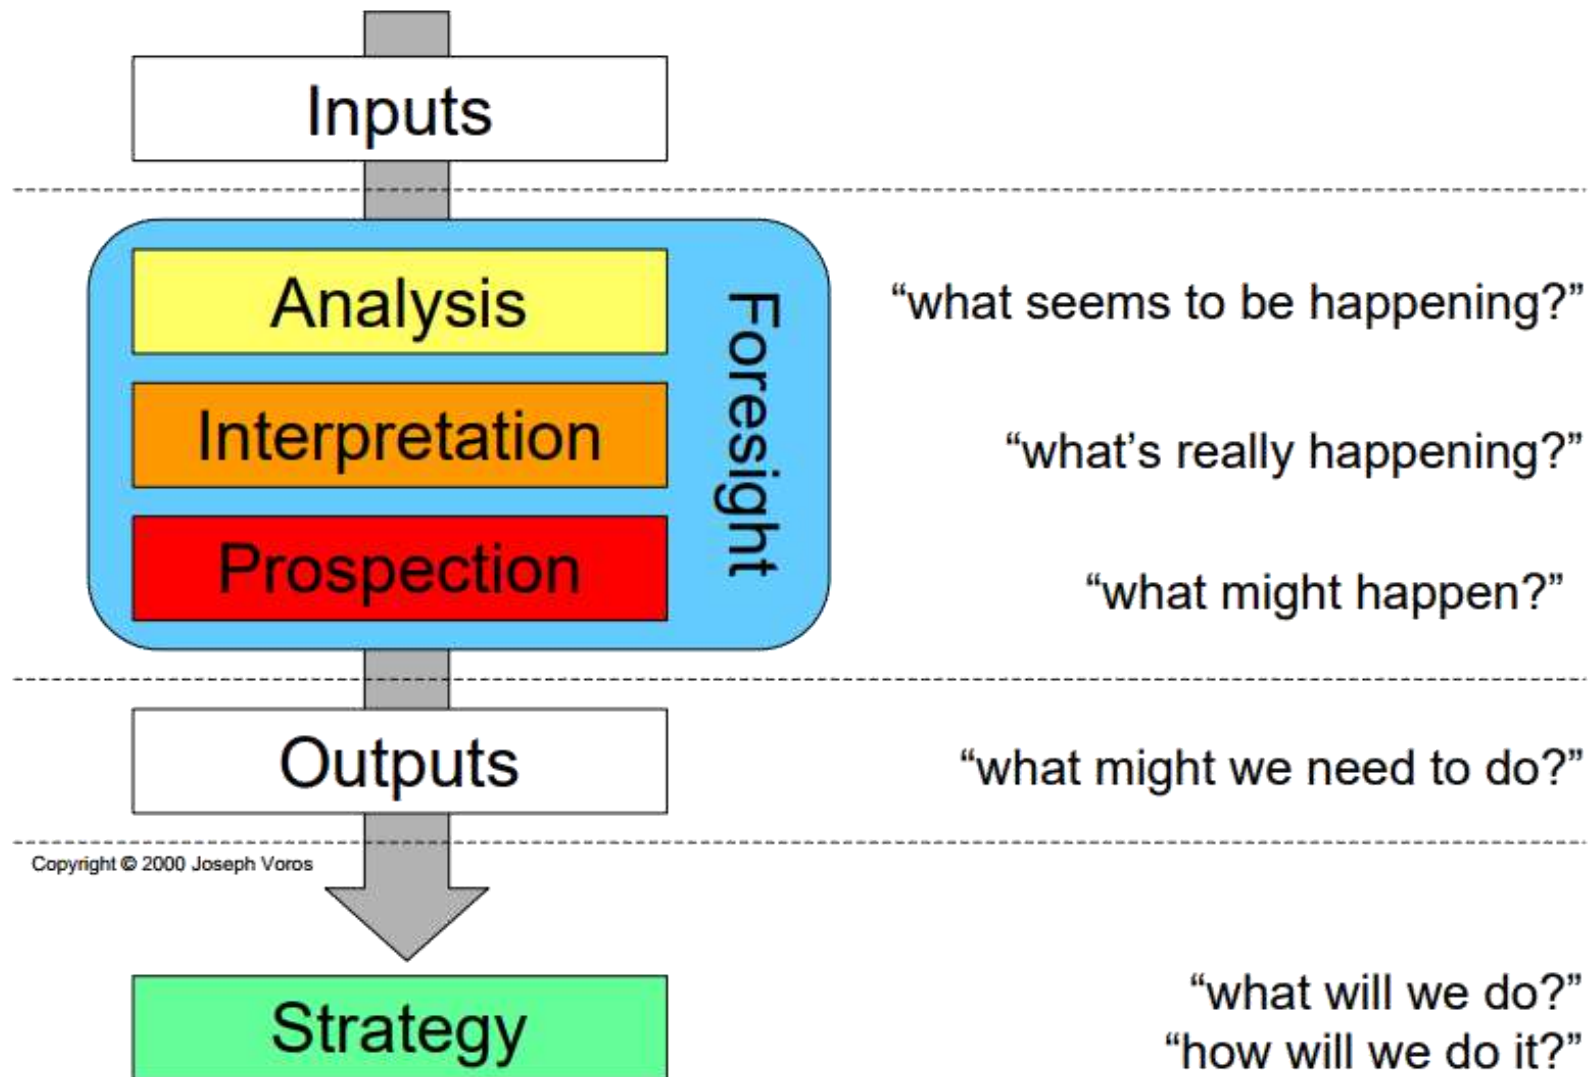 Inputs
Analysis
“what seems to be happening?”
Interpretation
“what’s really happening?”
Prospection
“what might happen?”
Foresight
Outputs
“what might we need to do?”
Copyright © 2000 Joseph Voros
Strategy
“what will we do?”
“how will we do it?”